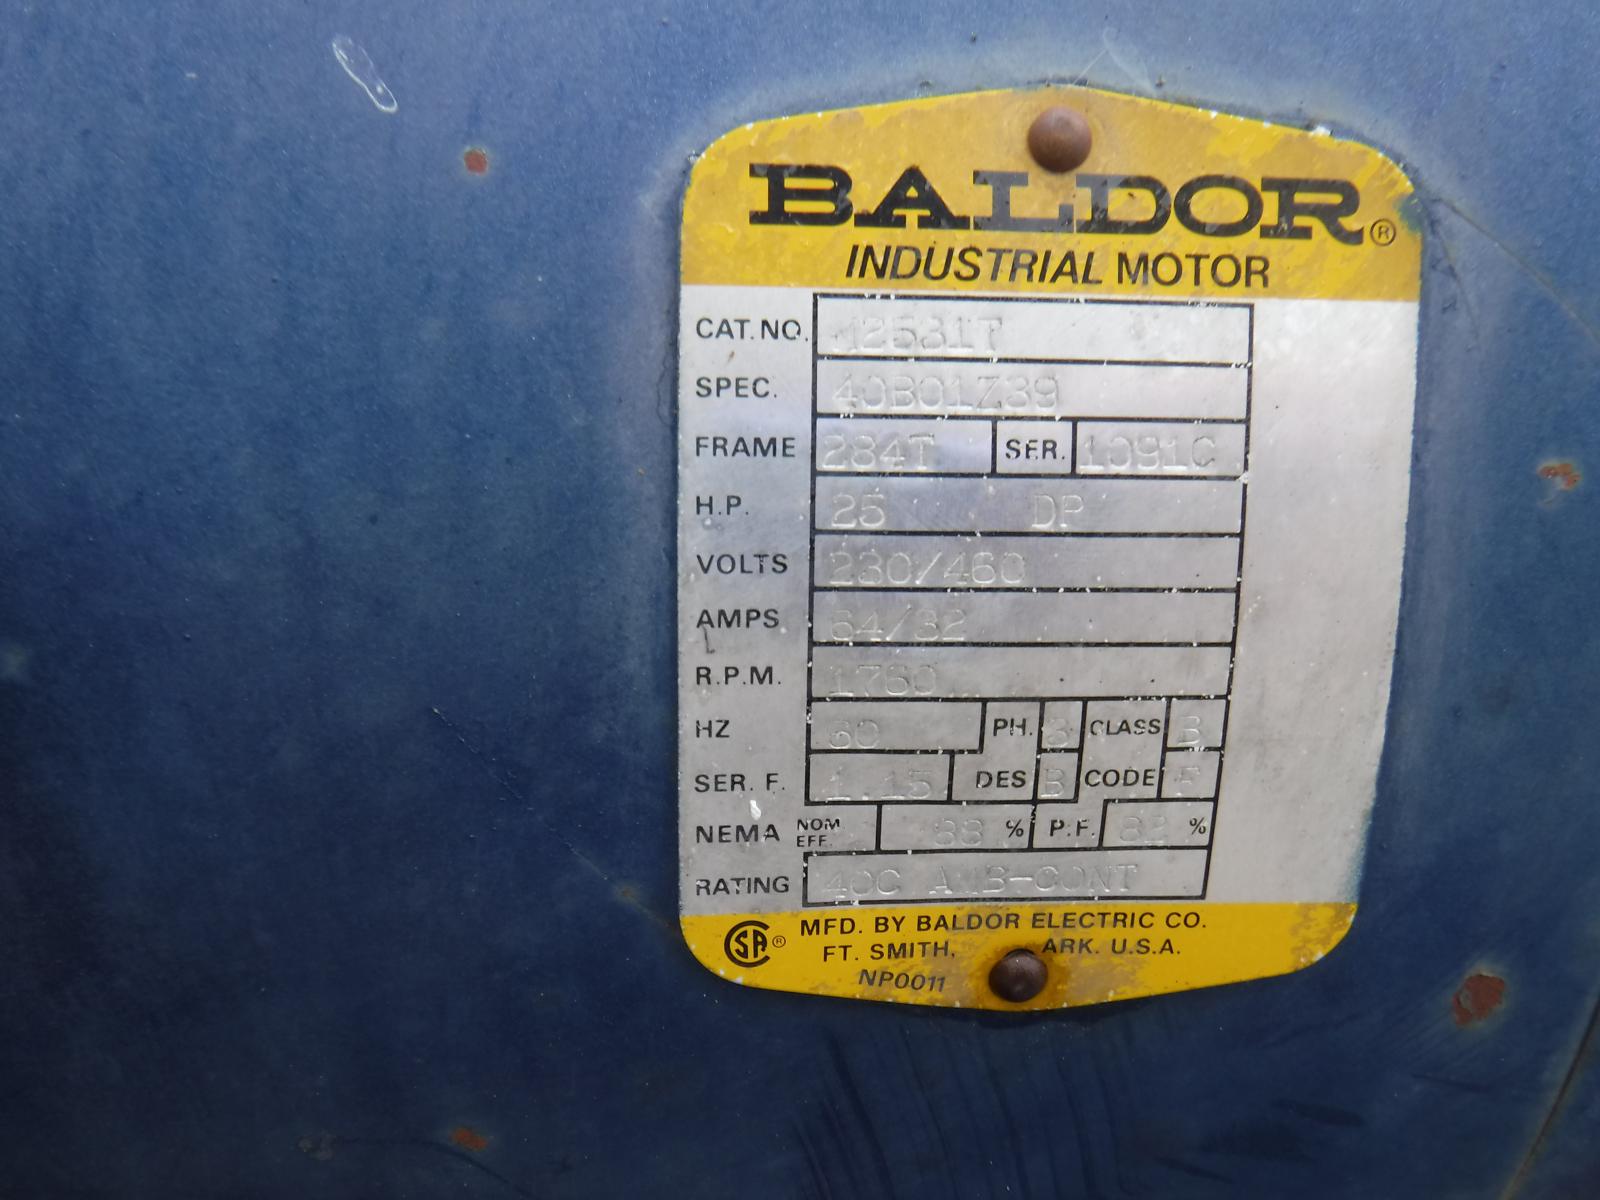 BALDOR®
INDUSTRIAL MOTOR
CAT.NO. M2531T
SPEC. 40B01Z39
FRAME 284T SER. 1091C
H.P. 25 DP
VOLTS 230/460
AMPS 64/32
R.P.M. 1760
HZ 60 PH. 3 CLASS B
SER. F. 1.15 DES B CODE F
NEMA NOM EFF. 88 % P.F. 82 %
RATING 40C AMB-CONT
SA® MFD. BY BALDOR ELECTRIC CO.
FT. SMITH, ARK. U.S.A.
NP0011